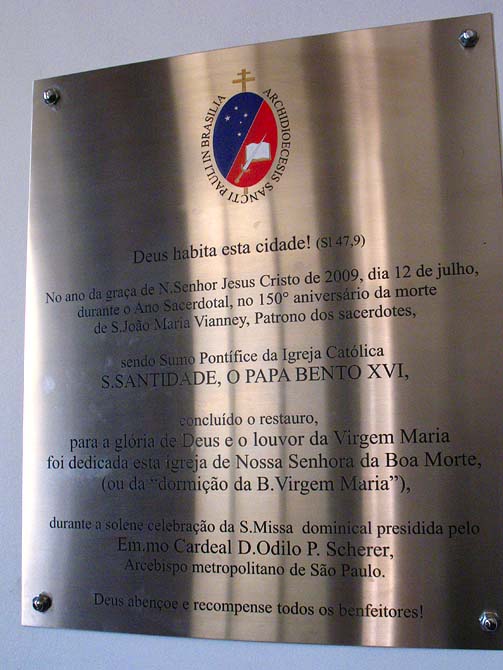 ARCHIDIOECESIS SANCTI PAULI IN BRASILIA
Deus habita esta cidade! (Sl 47,9)
No ano da graça de N.Senhor Jesus Cristo de 2009, dia 12 de julho,
durante o Ano Sacerdotal, no 150° aniversário da morte
de S.João Maria Vianney, Patrono dos sacerdotes,
sendo Sumo Pontífice da Igreja Católica
S.SANTIDADE, O PAPA BENTO XVI,
concluído o restauro,
para a glória de Deus e o louvor da Virgem Maria
foi dedicada esta igreja de Nossa Senhora da Boa Morte,
(ou da “dormição da B.Virgem Maria”),
durante a solene celebração da S.Missa dominical presidida pelo
Em.mo Cardeal D.Odilo P. Scherer,
Arcebispo metropolitano de São Paulo.
Deus abençoe e recompense todos os benfeitores!